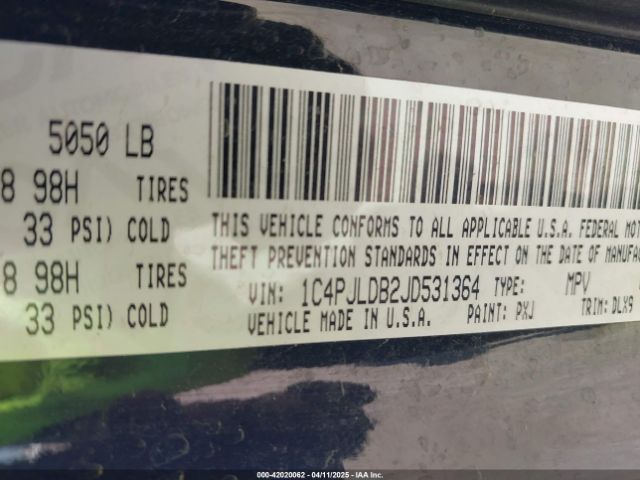 5050 LB
8 98H TIRES
33 PSI) COLD
8 98H TIRES
33 PSI) COLD
THIS VEHICLE CONFORMS TO ALL APPLICABLE U.S.A. FEDERAL MOT
THEFT PREVENTION STANDARDS IN EFFECT ON THE DATE OF MANUFAC
VIN: 1C4PJLDB2JD531364 TYPE: MPV
VEHICLE MADE IN U.S.A. PAINT: PXJ TRIM: DLX9
000-42020062 - 04/11/2025 - IAA Inc.